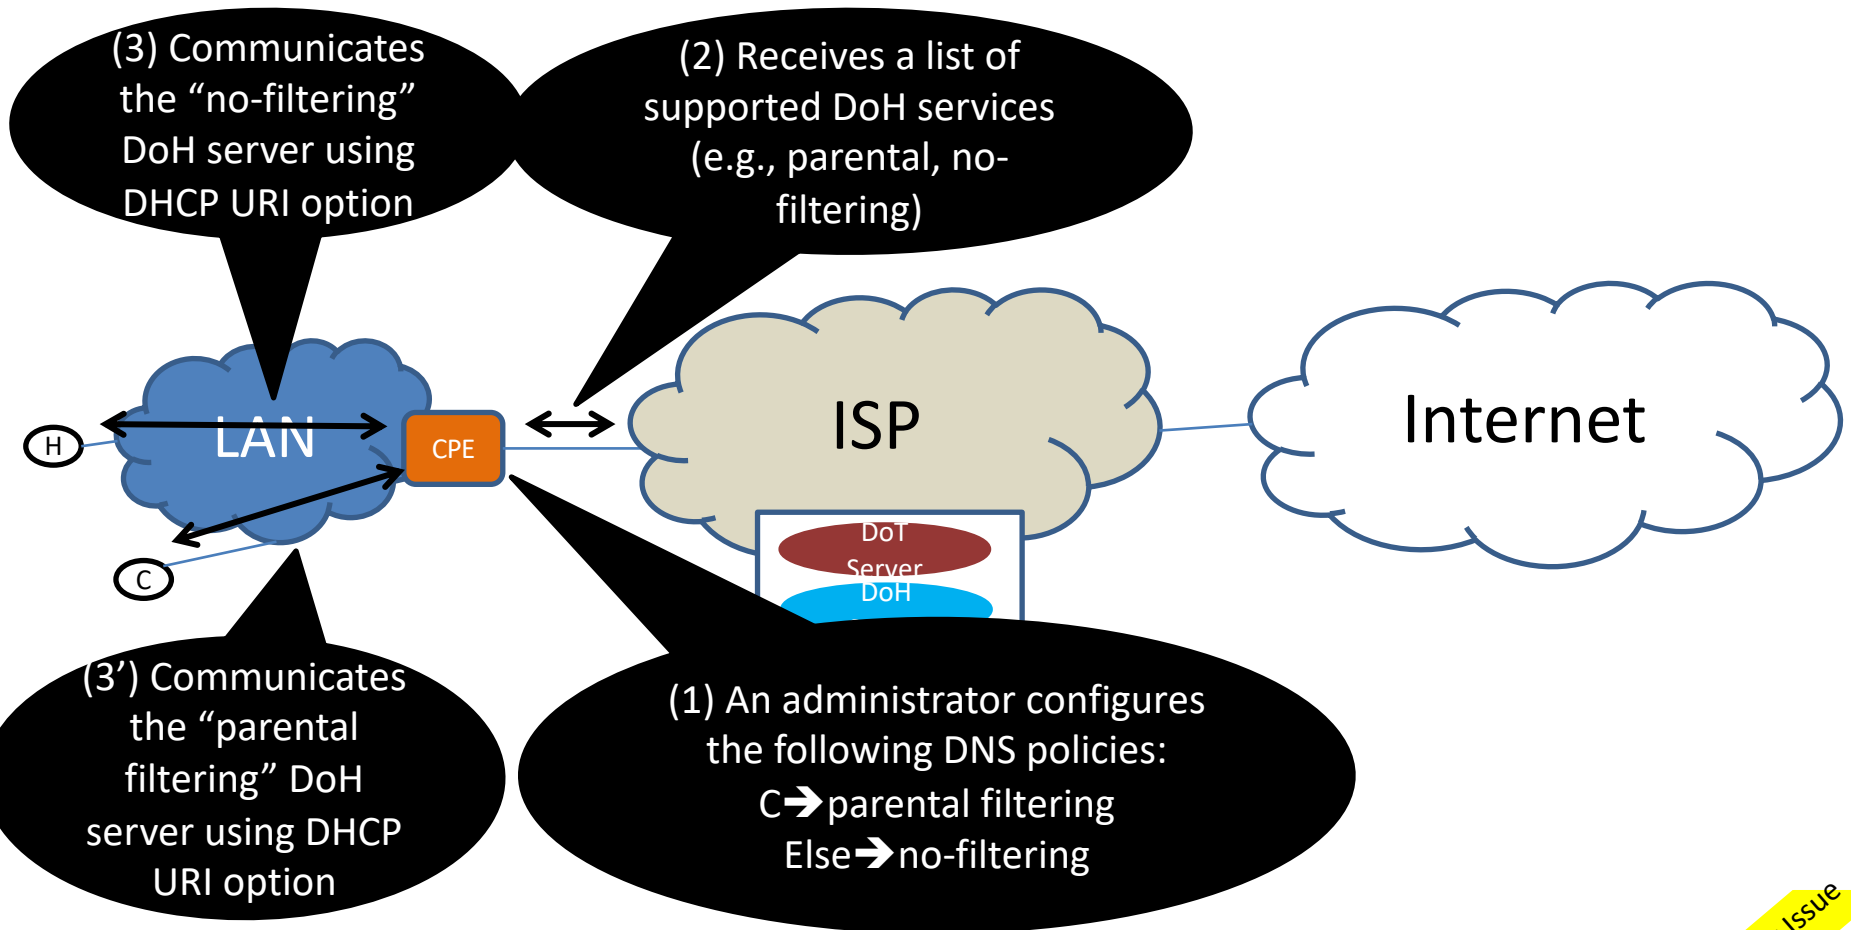 (3) Communicates
the “no-filtering”
DoH server using
DHCP URI option
(2) Receives a list of
supported DoH services
(e.g., parental, no-
filtering)
LAN
H
CPE
C
ISP
Internet
DoT
Server
DoH
(3’) Communicates
the “parental
filtering” DoH
server using DHCP
URI option
(1) An administrator configures
the following DNS policies:
C➔parental filtering
Else➔no-filtering
Issue